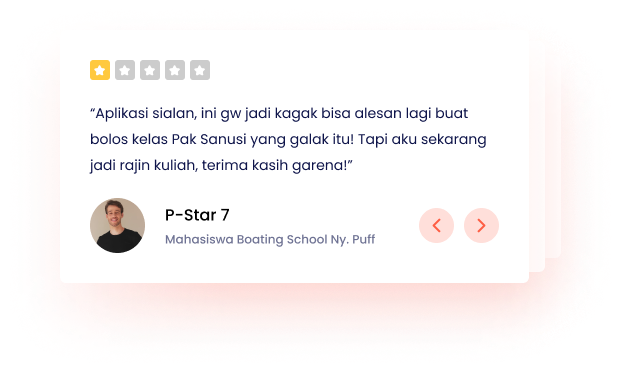 “Aplikasi sialan, ini gw jadi kagak bisa alesan lagi buat
bolos kelas Pak Sanusi yang galak itu! Tapi aku sekarang
jadi rajin kuliah, terima kasih garena!”
P-Star 7
Mahasiswa Boating School Ny. Puff